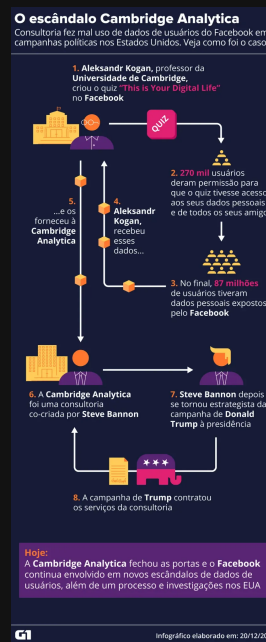 O escândalo Cambridge Analytica
Consultoria fez mal uso de dados de usuários do Facebook em
campanhas políticas nos Estados Unidos. Veja como foi o caso
1. Aleksandr Kogan, professor da
Universidade de Cambridge,
criou o quiz "This is Your Digital Life"
no Facebook
QUIZ
2. 270 mil usuários
deram permissão para
que o quiz tivesse acesso
aos seus dados pessoais
e de todos os seus amigo
5.
...e os
forneceu à
Cambridge
Analytica
4.
Aleksandr
Kogan,
recebeu
esses
dados...
3. No final, 87 milhões
de usuários tiveram
dados pessoais expostos
pelo Facebook
6. A Cambridge Analytica
foi uma consultoria
co-criada por Steve Bannon
7. Steve Bannon depois
se tornou estrategista da
campanha de Donald
Trump à presidência
8. A campanha de Trump contratou
os serviços da consultoria
Hoje:
A Cambridge Analytica fechou as portas e o Facebook
continua envolvido em novos escândalos de dados de
usuários, além de um processo e investigações nos EUA
G1
Infográfico elaborado em: 20/12/20